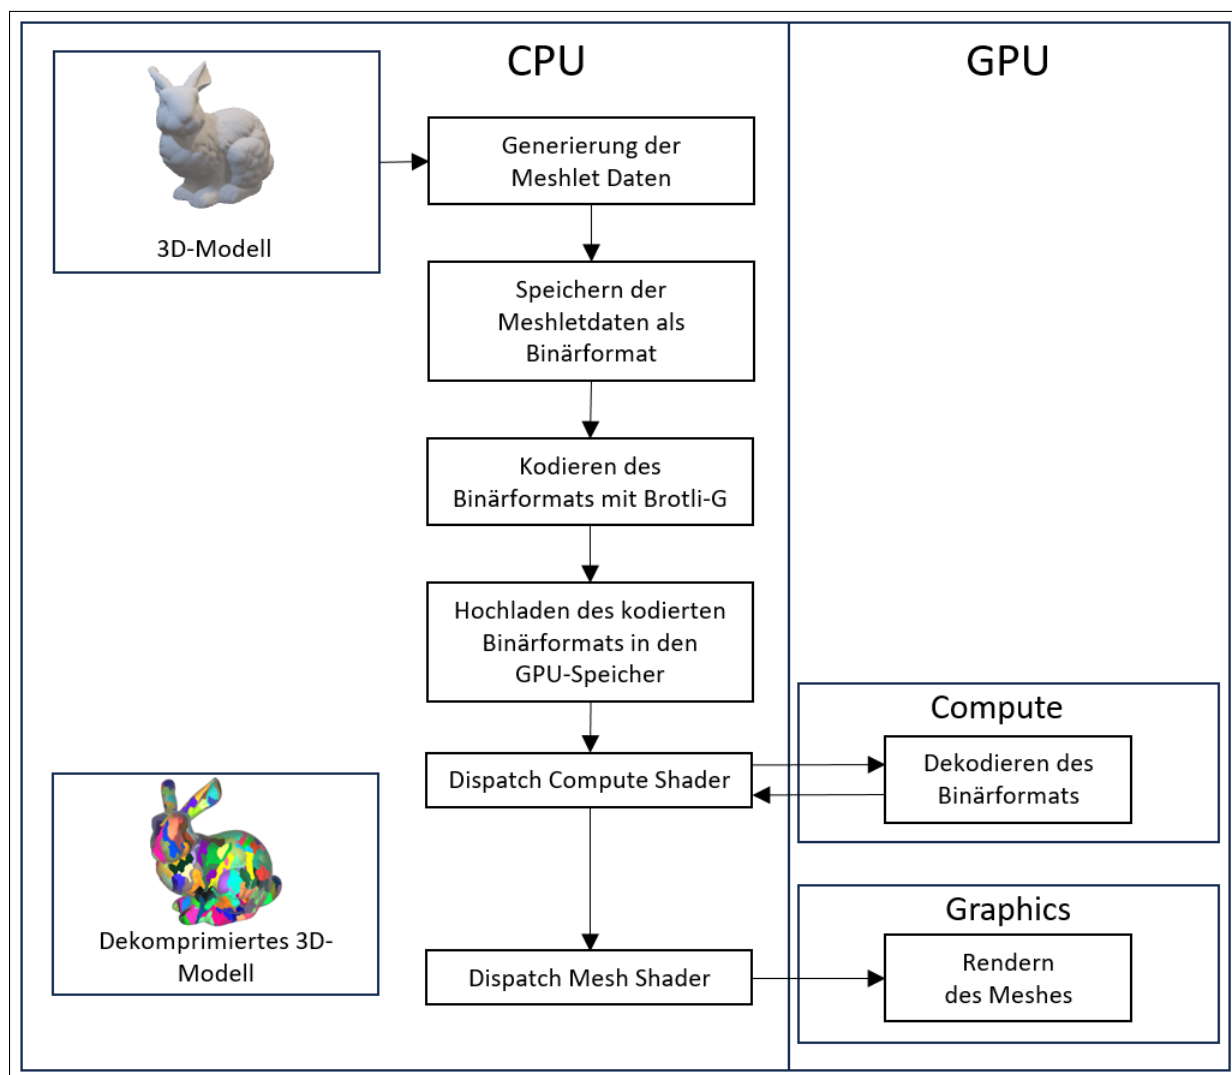 CPU
GPU
3D-Modell
Generierung der
Meshlet Daten
Speichern der
Meshletdaten als
Binärformat
Kodieren des
Binärformats mit Brotli-G
Hochladen des kodierten
Binärformats in den
GPU-Speicher
Dispatch Compute Shader
Compute
Dekodieren des
Binärformats
Dekomprimiertes 3D-
Modell
Dispatch Mesh Shader
Graphics
Rendern
des Meshes